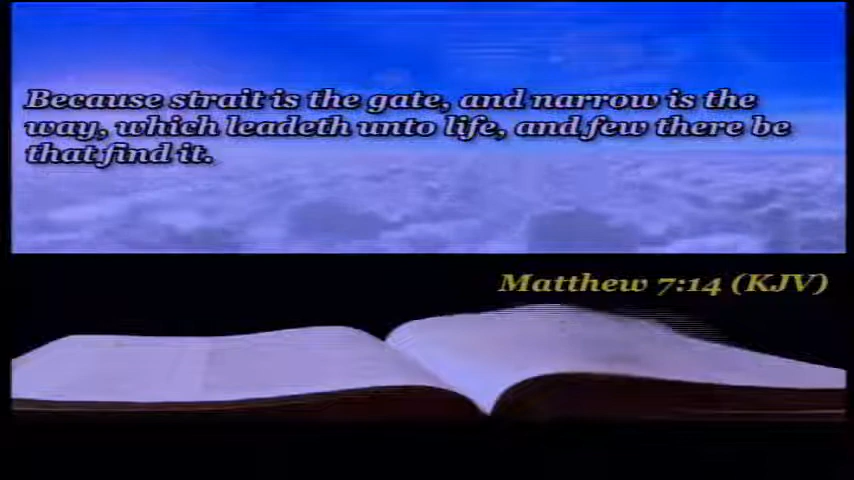 Because strait is the gate, and narrow is the
way, which leadeth unto life, and few there be
that find it.
Matthew 7:14 (KJV)